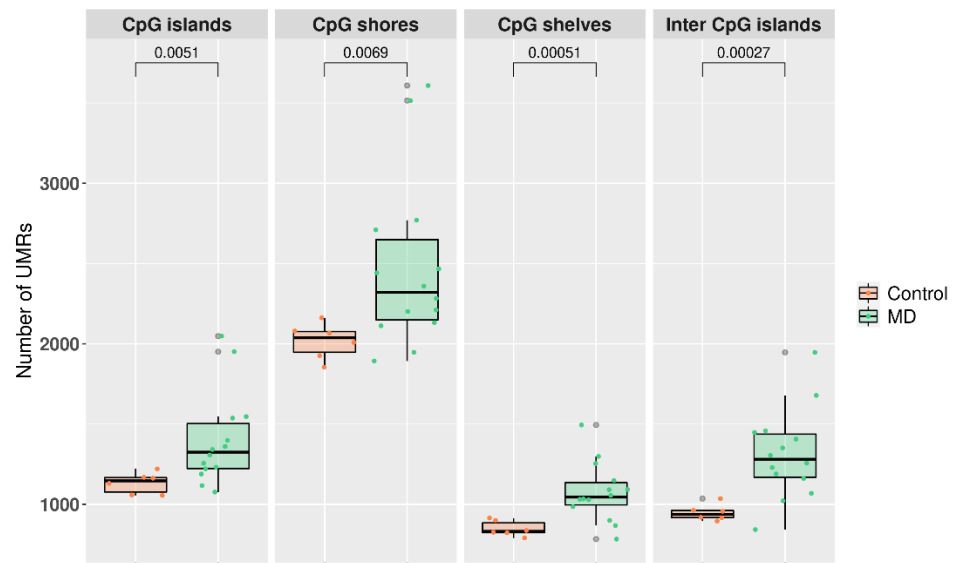 CpG islands CpG shores CpG shelves Inter CpG islands
0.0051 0.0069 0.00051 0.00027
3000
2000
1000
Number of UMRs
Control
MD